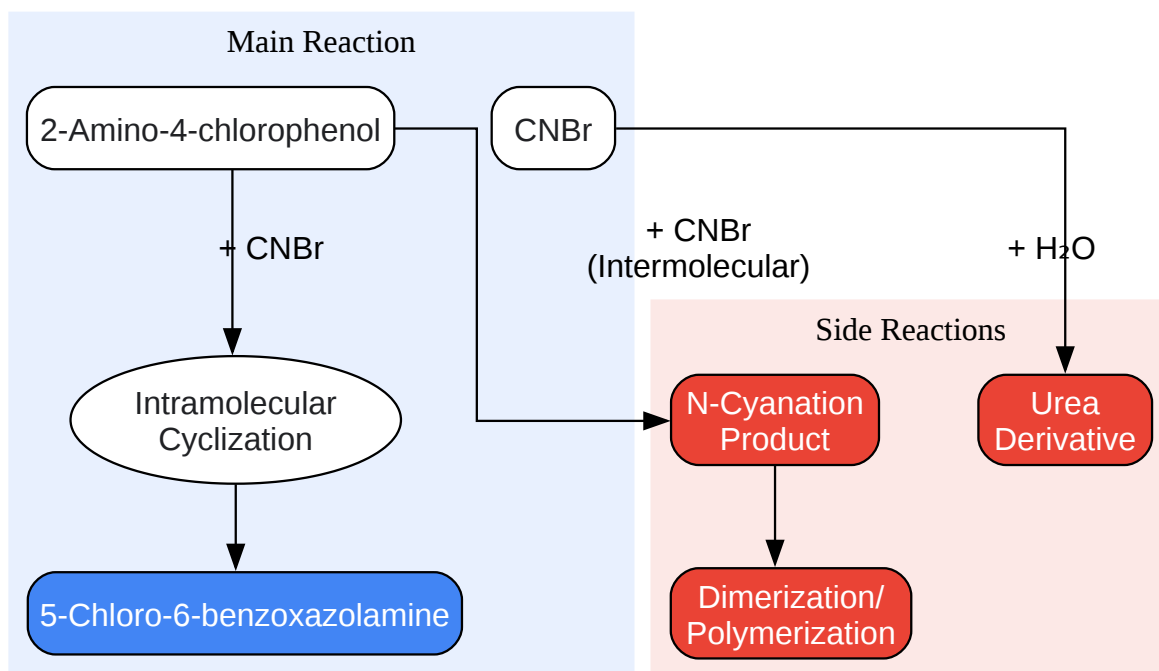 Main Reaction
2-Amino-4-chlorophenol
CNBr
+ CNBr
+ CNBr
(Intermolecular)
+ H₂O
Side Reactions
Intramolecular
Cyclization
N-Cyanation
Product
Urea
Derivative
5-Chloro-6-benzoxazolamine
Dimerization/
Polymerization